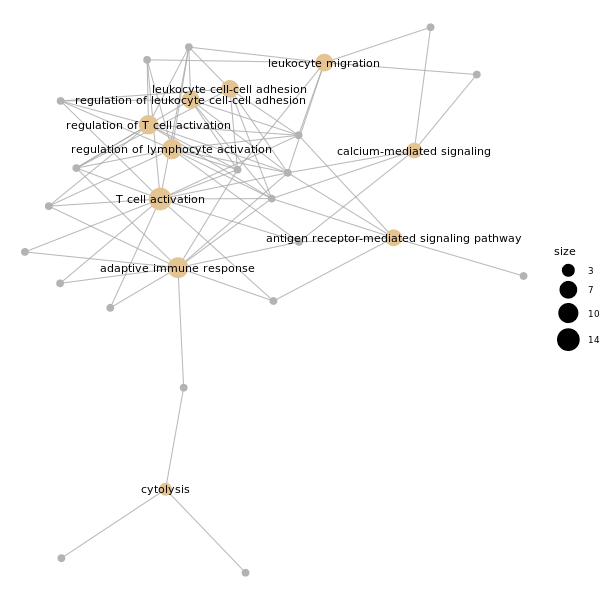 leukocyte migration
leukocyte cell-cell adhesion
regulation of leukocyte cell-cell adhesion
regulation of T cell activation
regulation of lymphocyte activation
calcium-mediated signaling
T cell activation
antigen receptor-mediated signaling pathway
adaptive immune response
size
3
7
10
14
cytolysis